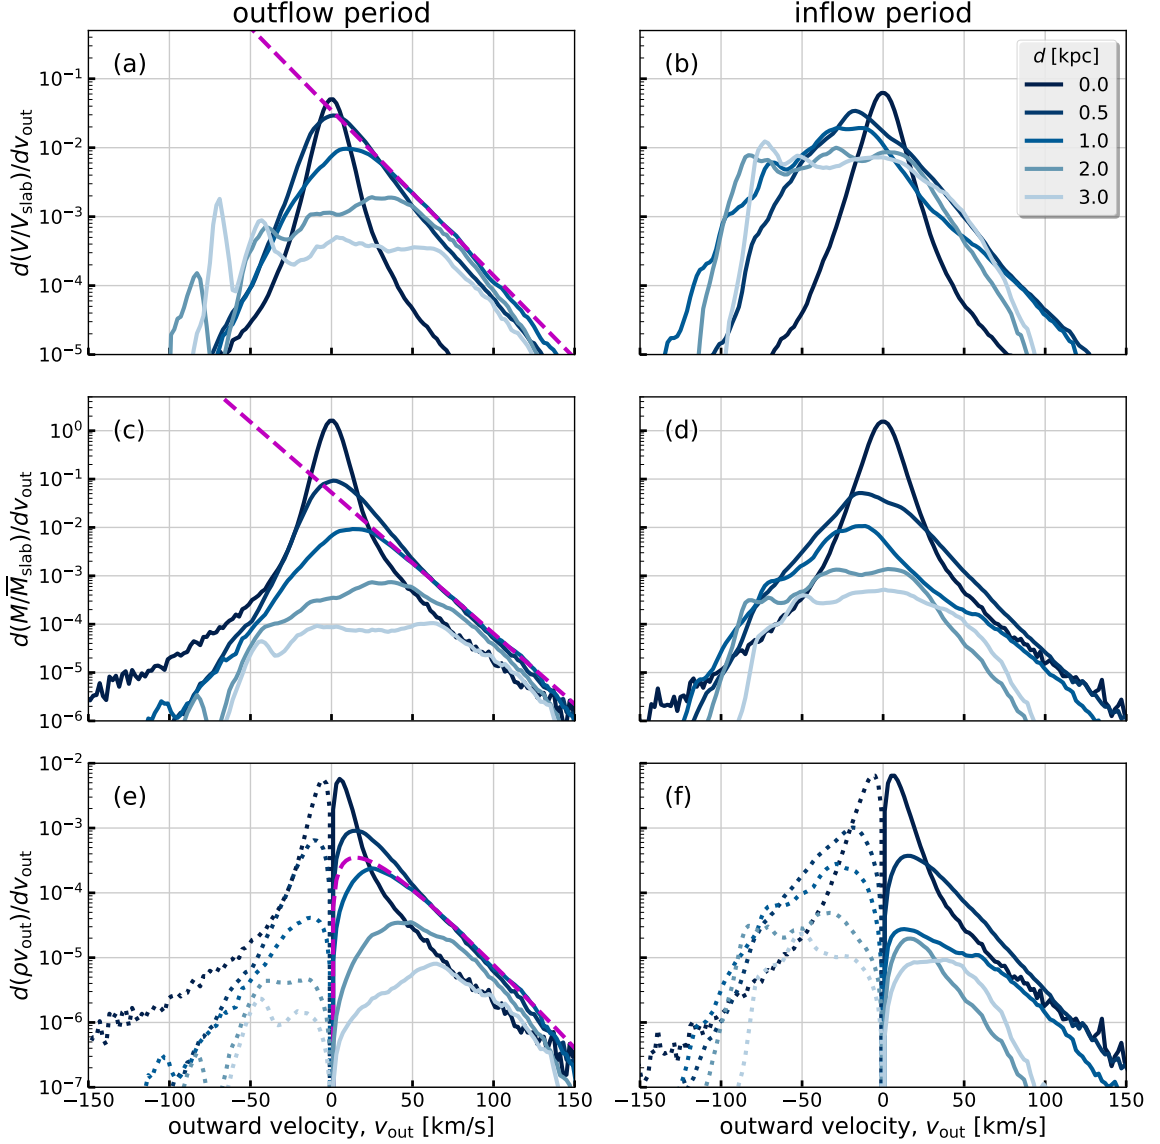 outflow period
inflow period
(a)
10⁻¹
10⁻²
10⁻³
10⁻⁴
10⁻⁵
d(V/V_slab)/dv_out
−150 −100 −50 0 50 100 150
(b)
d [kpc]
0.0
0.5
1.0
2.0
3.0
(c)
10⁰
10⁻¹
10⁻²
10⁻³
10⁻⁴
10⁻⁵
10⁻⁶
d(M/M̅_slab)/dv_out
(d)
(e)
10⁻²
10⁻³
10⁻⁴
10⁻⁵
10⁻⁶
10⁻⁷
d(ρv_out)/dv_out
(f)
−150 −100 −50 0 50 100 150
outward velocity, v_out [km/s]
outward velocity, v_out [km/s]